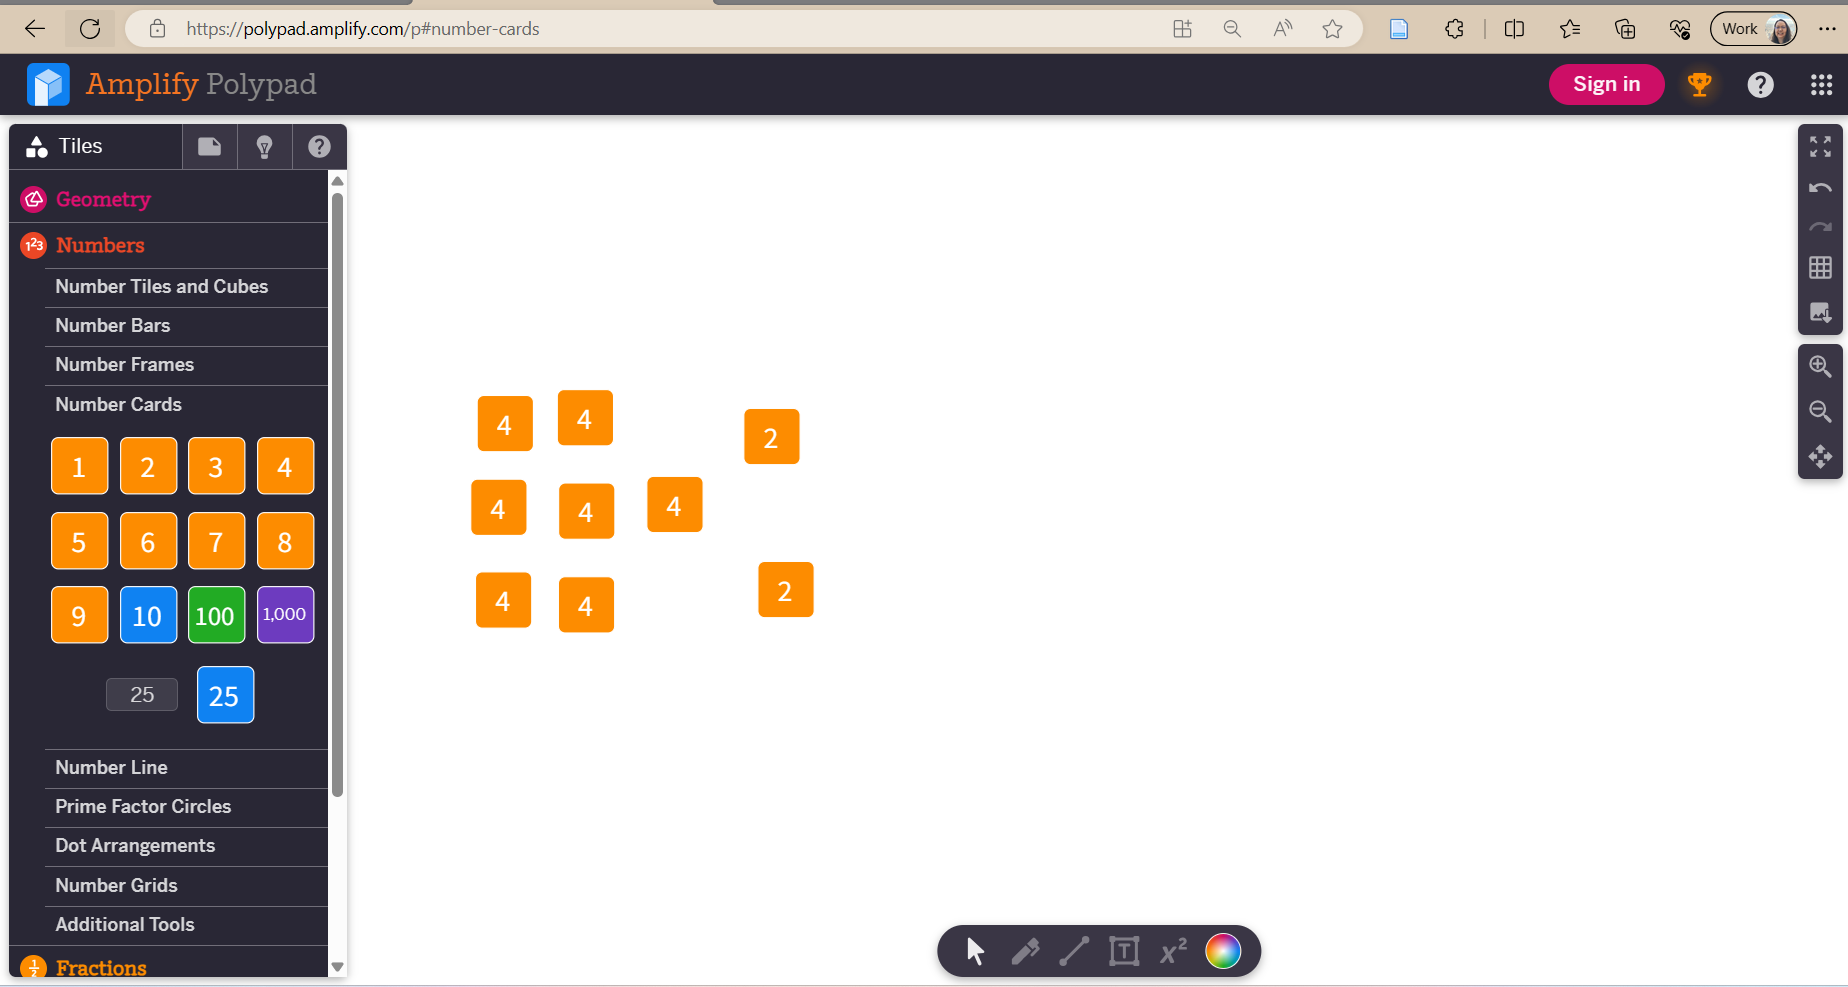 https://polypad.amplify.com/p#number-cards
Work
Amplify Polypad
Sign in
?
Tiles
?
Geometry
123 Numbers
Number Tiles and Cubes
Number Bars
Number Frames
Number Cards
1 2 3 4
5 6 7 8
9 10 100 1,000
25 25
Number Line
Prime Factor Circles
Dot Arrangements
Number Grids
Additional Tools
1/2 Fractions
4 4 2
4 4 4
4 4 2
T x²